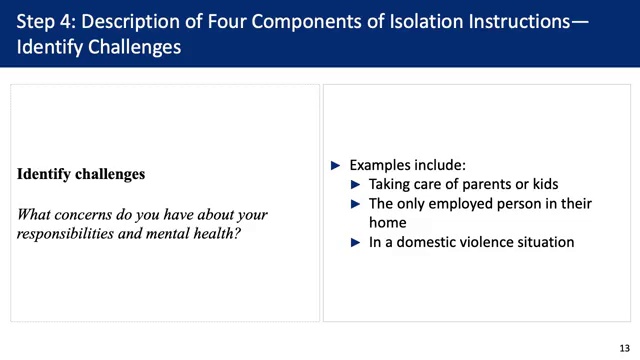 Step 4: Description of Four Components of Isolation Instructions—
Identify Challenges
Identify challenges
What concerns do you have about your
responsibilities and mental health?
Examples include:
Taking care of parents or kids
The only employed person in their
home
In a domestic violence situation
13